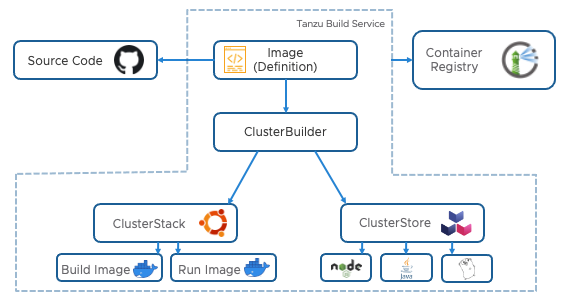 Tanzu Build Service
Source Code
Image
(Definition)
Container
Registry
ClusterBuilder
ClusterStack
ClusterStore
Build Image
Run Image
node
Java